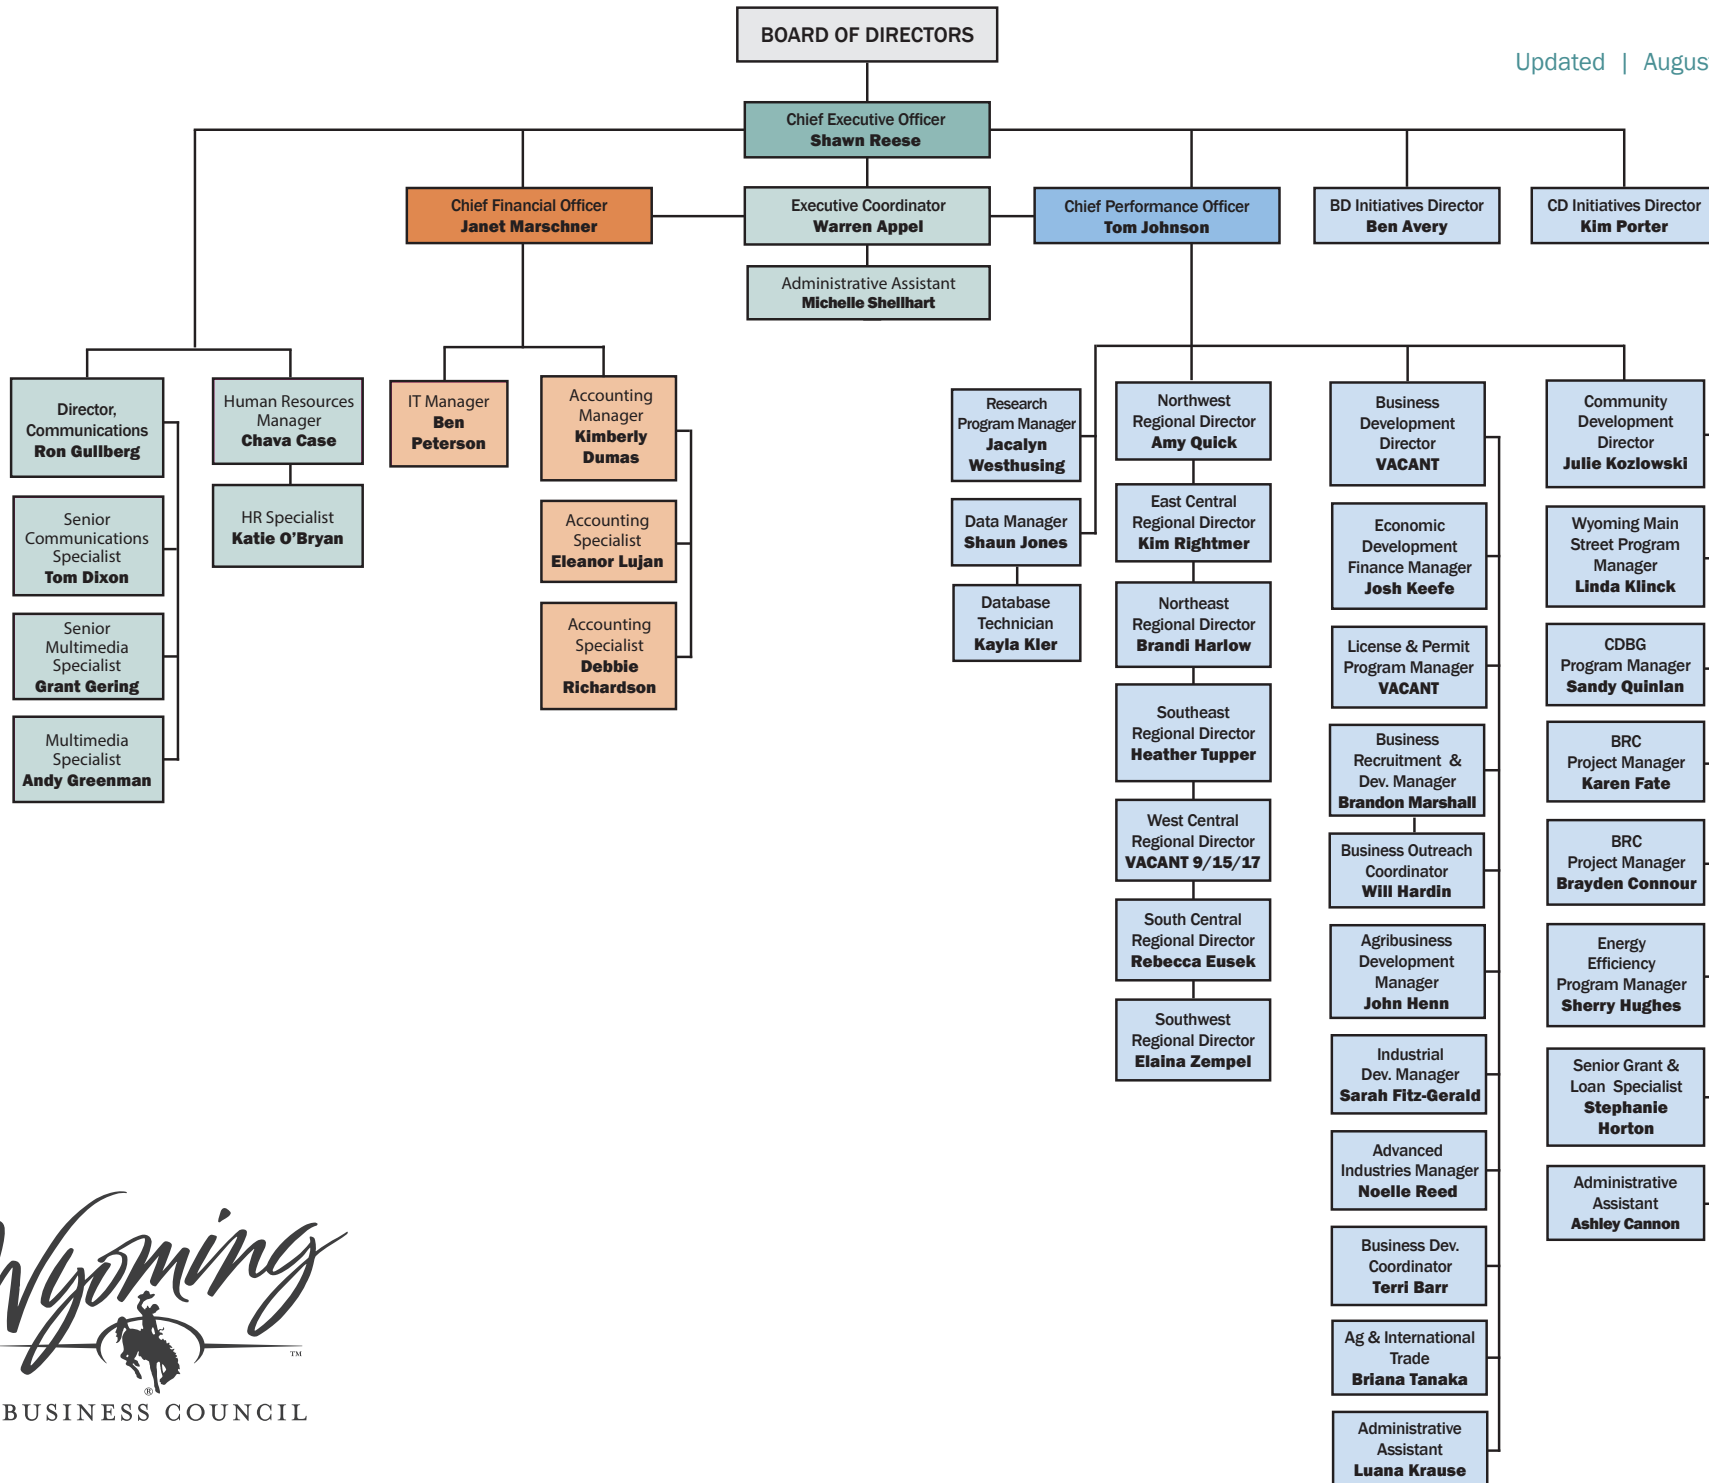 BOARD OF DIRECTORS
Updated | Augus
Chief Executive Officer
Shawn Reese
Chief Financial Officer
Janet Marschner
Executive Coordinator
Warren Appel
Chief Performance Officer
Tom Johnson
BD Initiatives Director
Ben Avery
CD Initiatives Director
Kim Porter
Administrative Assistant
Michelle Shellhart
Director,
Communications
Ron Gullberg
Senior
Communications
Specialist
Tom Dixon
Senior
Multimedia
Specialist
Grant Gering
Multimedia
Specialist
Andy Greenman
Human Resources
Manager
Chava Case
HR Specialist
Katie O’Bryan
IT Manager
Ben
Peterson
Accounting
Manager
Kimberly
Dumas
Accounting
Specialist
Eleanor Lujan
Accounting
Specialist
Debbie
Richardson
Research
Program Manager
Jacalyn
Westhusing
Data Manager
Shaun Jones
Database
Technician
Kayla Kler
Northwest
Regional Director
Amy Quick
East Central
Regional Director
Kim Rightmer
Northeast
Regional Director
Brandi Harlow
Southeast
Regional Director
Heather Tupper
West Central
Regional Director
VACANT 9/15/17
South Central
Regional Director
Rebecca Eusek
Southwest
Regional Director
Elaina Zempel
Business
Development
Director
VACANT
Economic
Development
Finance Manager
Josh Keefe
License & Permit
Program Manager
VACANT
Business
Recruitment &
Dev. Manager
Brandon Marshall
Business Outreach
Coordinator
Will Hardin
Agribusiness
Development
Manager
John Henn
Industrial
Dev. Manager
Sarah Fitz-Gerald
Advanced
Industries Manager
Noelle Reed
Business Dev.
Coordinator
Terri Barr
Ag & International
Trade
Briana Tanaka
Administrative
Assistant
Luana Krause
Community
Development
Director
Julie Kozlowski
Wyoming Main
Street Program
Manager
Linda Klinck
CDBG
Program Manager
Sandy Quinlan
BRC
Project Manager
Karen Fate
BRC
Project Manager
Brayden Connour
Energy
Efficiency
Program Manager
Sherry Hughes
Senior Grant &
Loan Specialist
Stephanie
Horton
Administrative
Assistant
Ashley Cannon
Wyoming
TM
®
BUSINESS COUNCIL